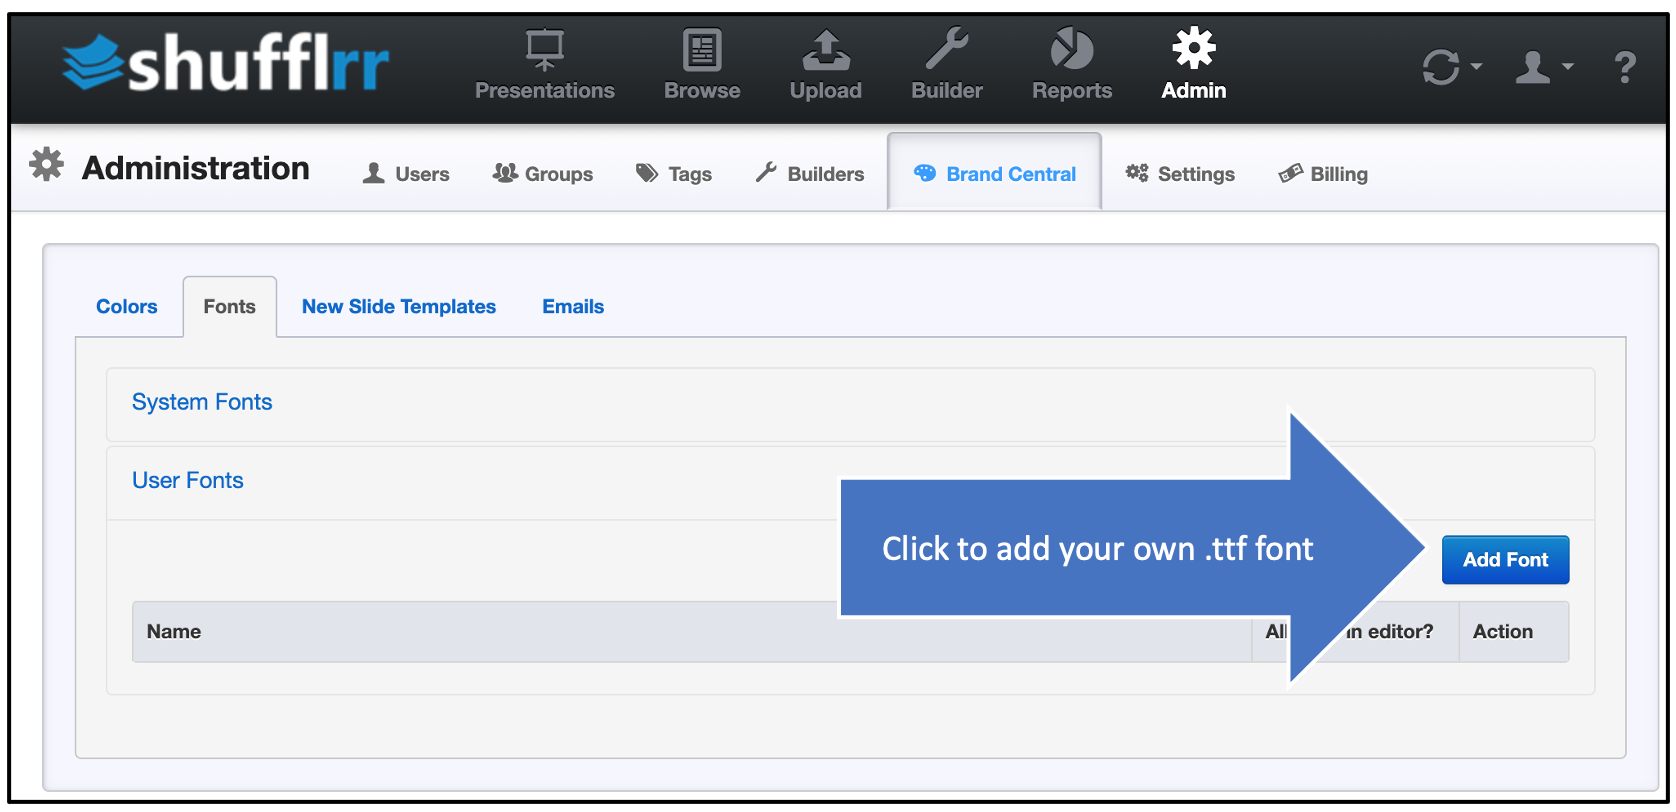 shufflrr
Presentations Browse Upload Builder Reports Admin ?
Administration Users Groups Tags Builders Brand Central Settings Billing
Colors Fonts New Slide Templates Emails
System Fonts
User Fonts
Click to add your own .ttf font
Add Font
Name in editor? Action